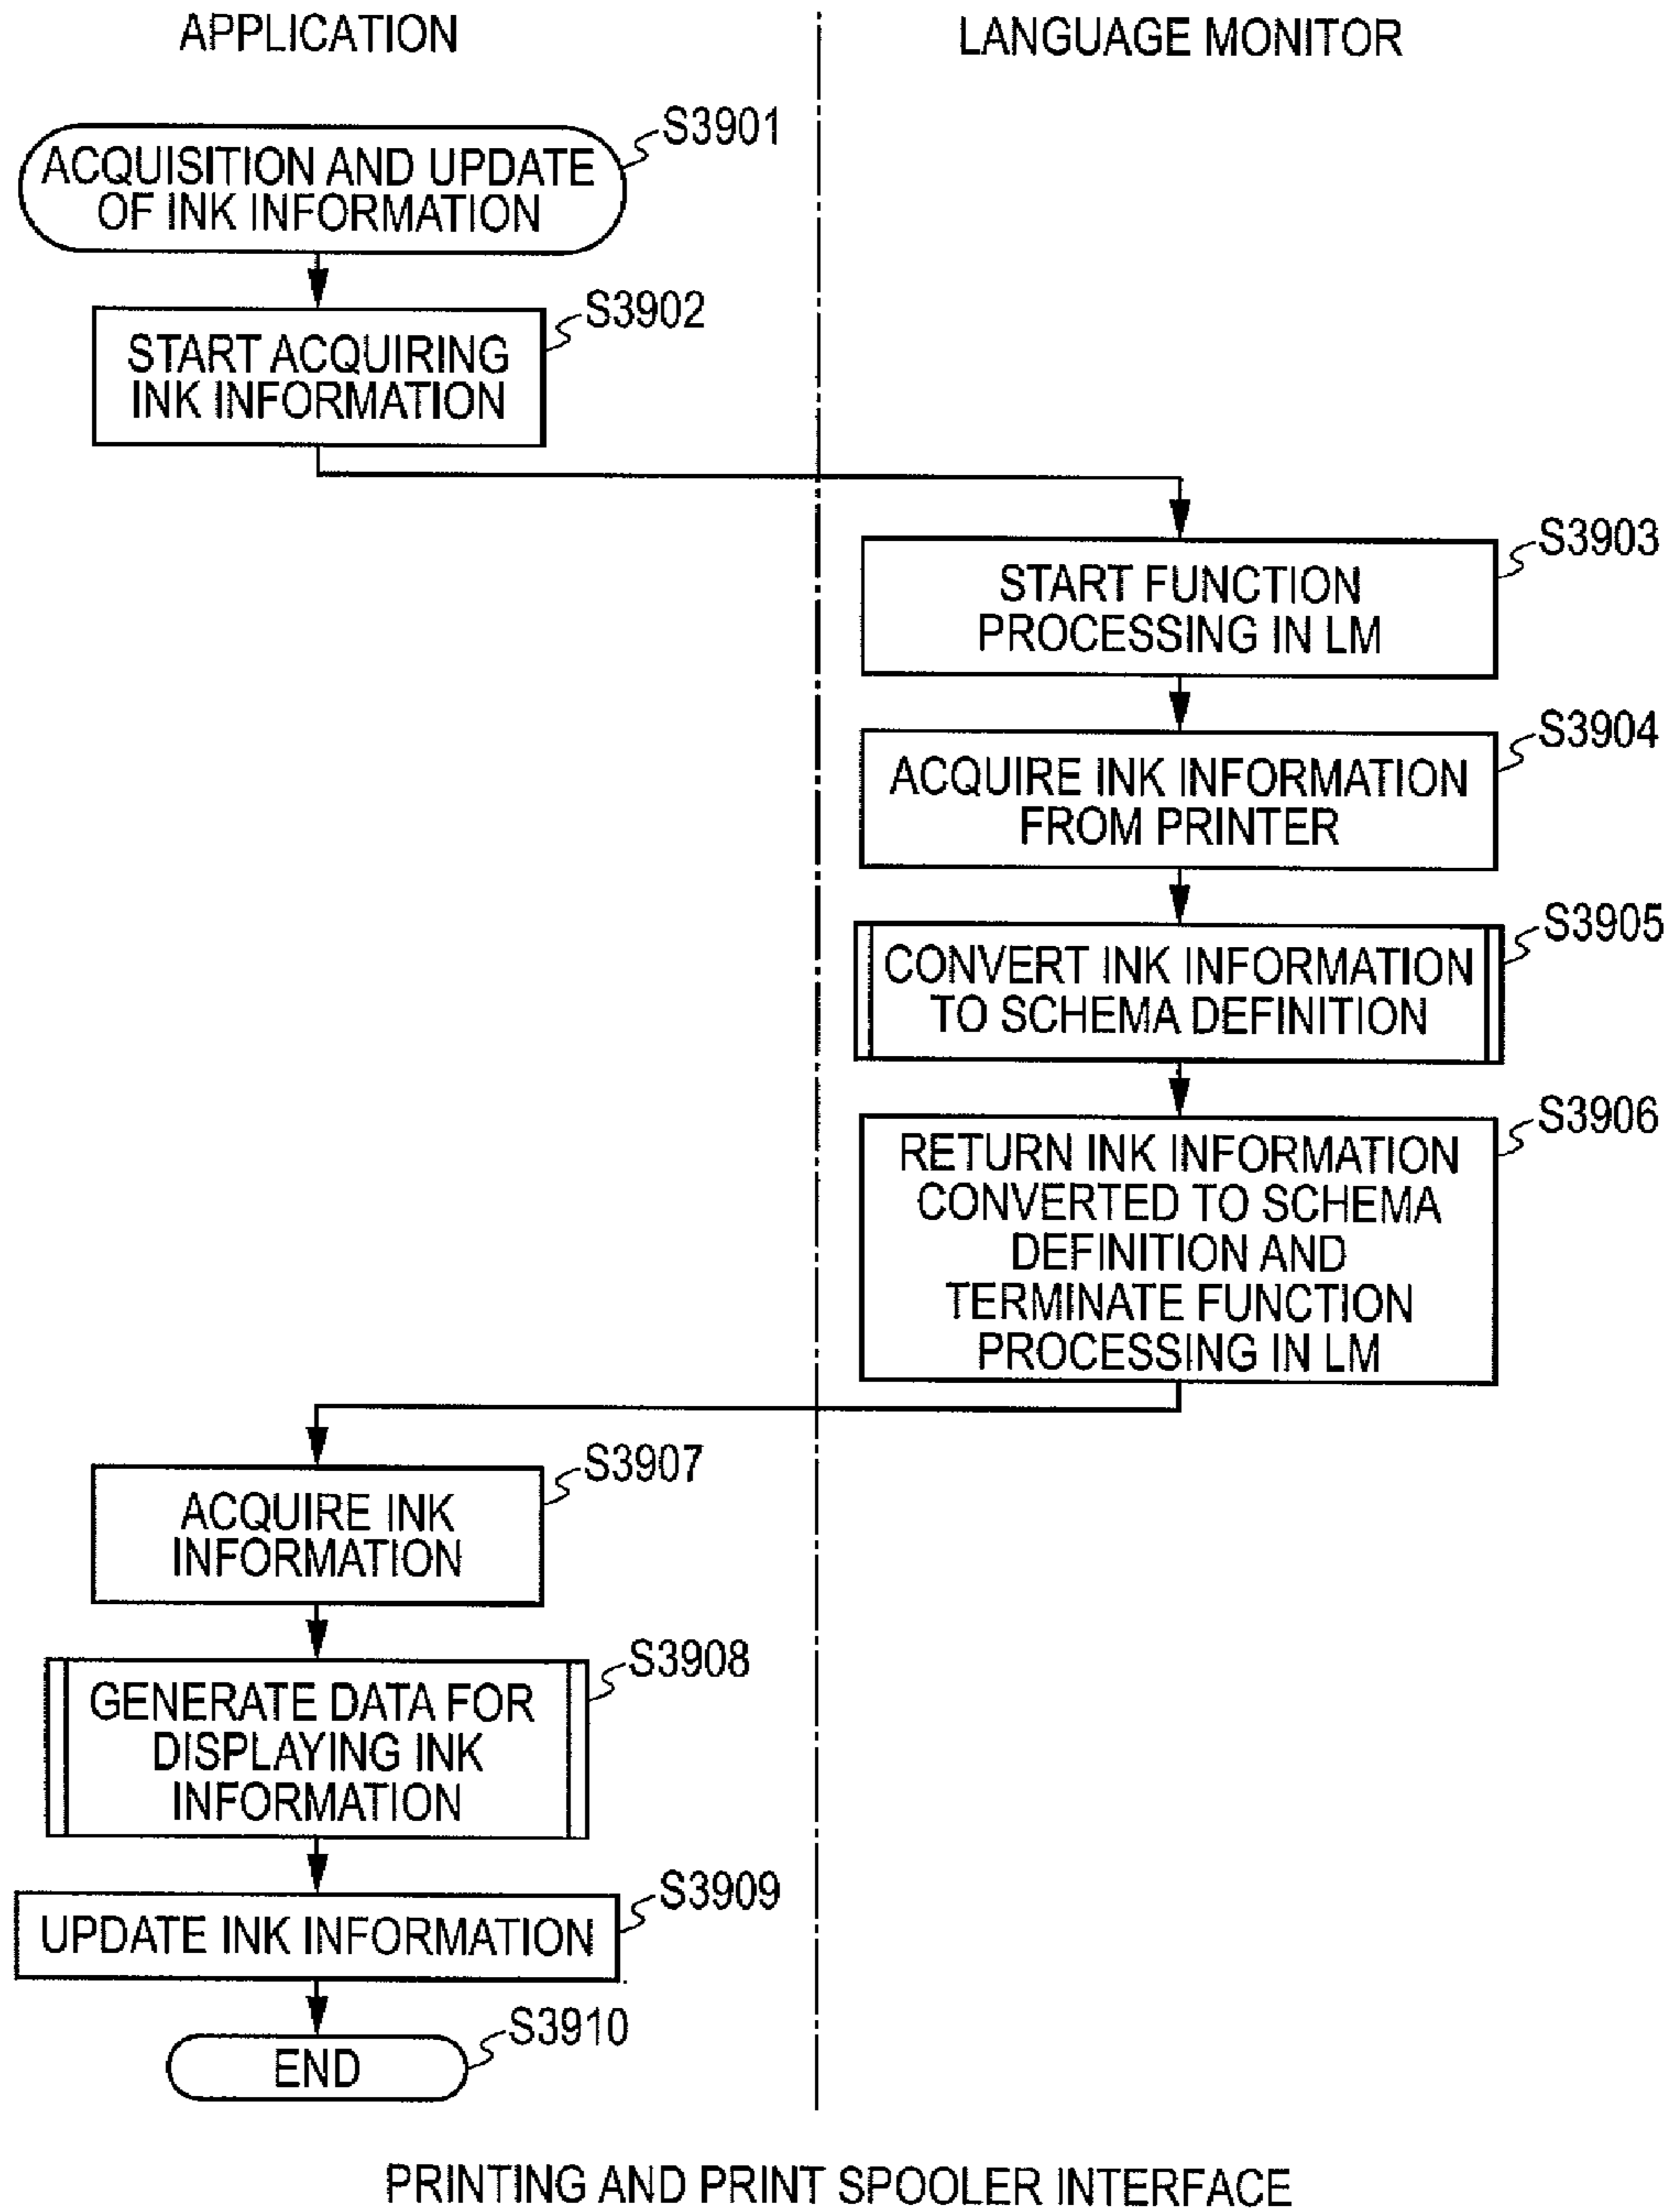 APPLICATION
LANGUAGE MONITOR
S3901
ACQUISITION AND UPDATE
OF INK INFORMATION
S3902
START ACQUIRING
INK INFORMATION
S3903
START FUNCTION
PROCESSING IN LM
S3904
ACQUIRE INK INFORMATION
FROM PRINTER
S3905
CONVERT INK INFORMATION
TO SCHEMA DEFINITION
S3906
RETURN INK INFORMATION
CONVERTED TO SCHEMA
DEFINITION AND
TERMINATE FUNCTION
PROCESSING IN LM
S3907
ACQUIRE INK
INFORMATION
S3908
GENERATE DATA FOR
DISPLAYING INK
INFORMATION
S3909
UPDATE INK INFORMATION
S3910
END
PRINTING AND PRINT SPOOLER INTERFACE